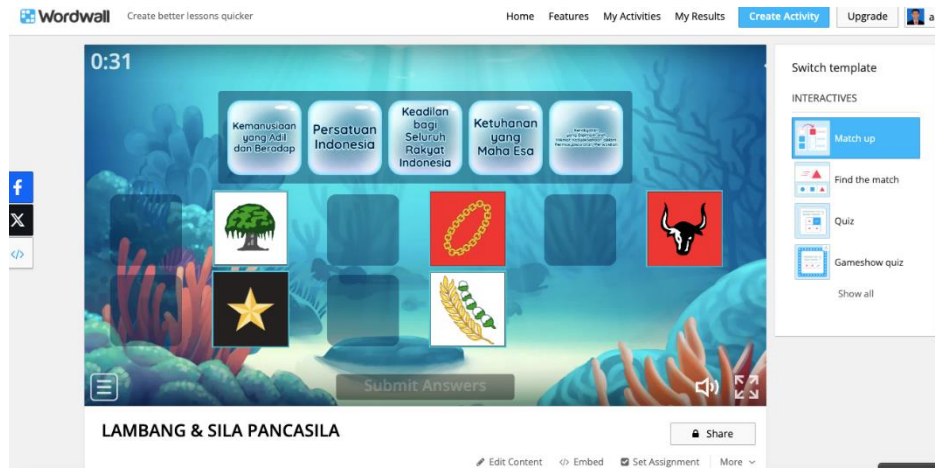 Wordwall Create better lessons quicker Home Features My Activities My Results Create Activity Upgrade a
0:31
Kemanusiaan
yang Adil
dan Beradap
Persatuan
Indonesia
Keadilan
bagi
Seluruh
Rakyat
Indonesia
Ketuhanan
yang
Maha Esa
Submit Answers
Switch template
INTERACTIVES
Match up
Find the match
Quiz
Gameshow quiz
Show all
LAMBANG & SILA PANCASILA
Share
Edit Content Embed Set Assignment More